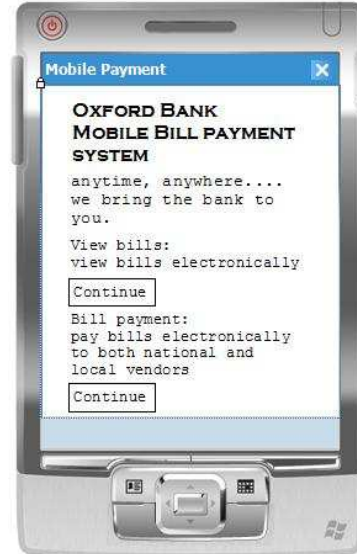 Mobile Payment
OXFORD BANK
MOBILE BILL PAYMENT
SYSTEM
anytime, anywhere....
we bring the bank to
you.
View bills:
view bills electronically
Continue
Bill payment:
pay bills electronically
to both national and
local vendors
Continue